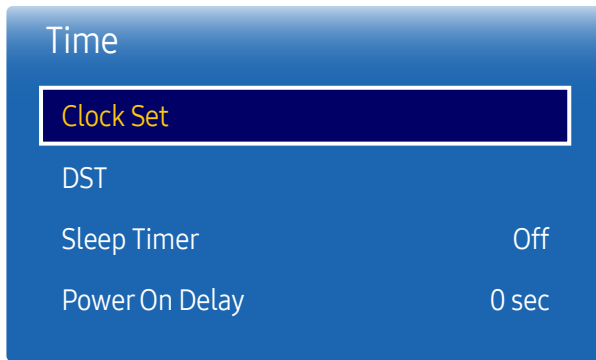 Time
Clock Set
DST
Sleep Timer Off
Power On Delay 0 sec